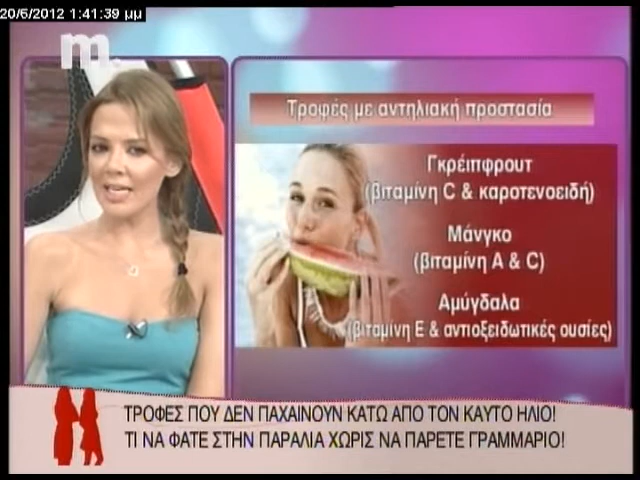 20/6/2012 1:41:39 μμ
m.
Τροφές με αντηλιακή προστασία
Γκρέιπφρουτ
(βιταμίνη C & καροτενοειδή)
Μάνγκο
(βιταμίνη Α & C)
Αμύγδαλα
(βιταμίνη Ε & αντιοξειδωτικές ουσίες)
ΤΡΟΦΕΣ ΠΟΥ ΔΕΝ ΠΑΧΑΙΝΟΥΝ ΚΑΤΩ ΑΠΟ ΤΟΝ ΚΑΥΤΟ ΗΛΙΟ!
ΤΙ ΝΑ ΦΑΤΕ ΣΤΗΝ ΠΑΡΑΛΙΑ ΧΩΡΙΣ ΝΑ ΠΑΡΕΤΕ ΓΡΑΜΜΑΡΙΟ!